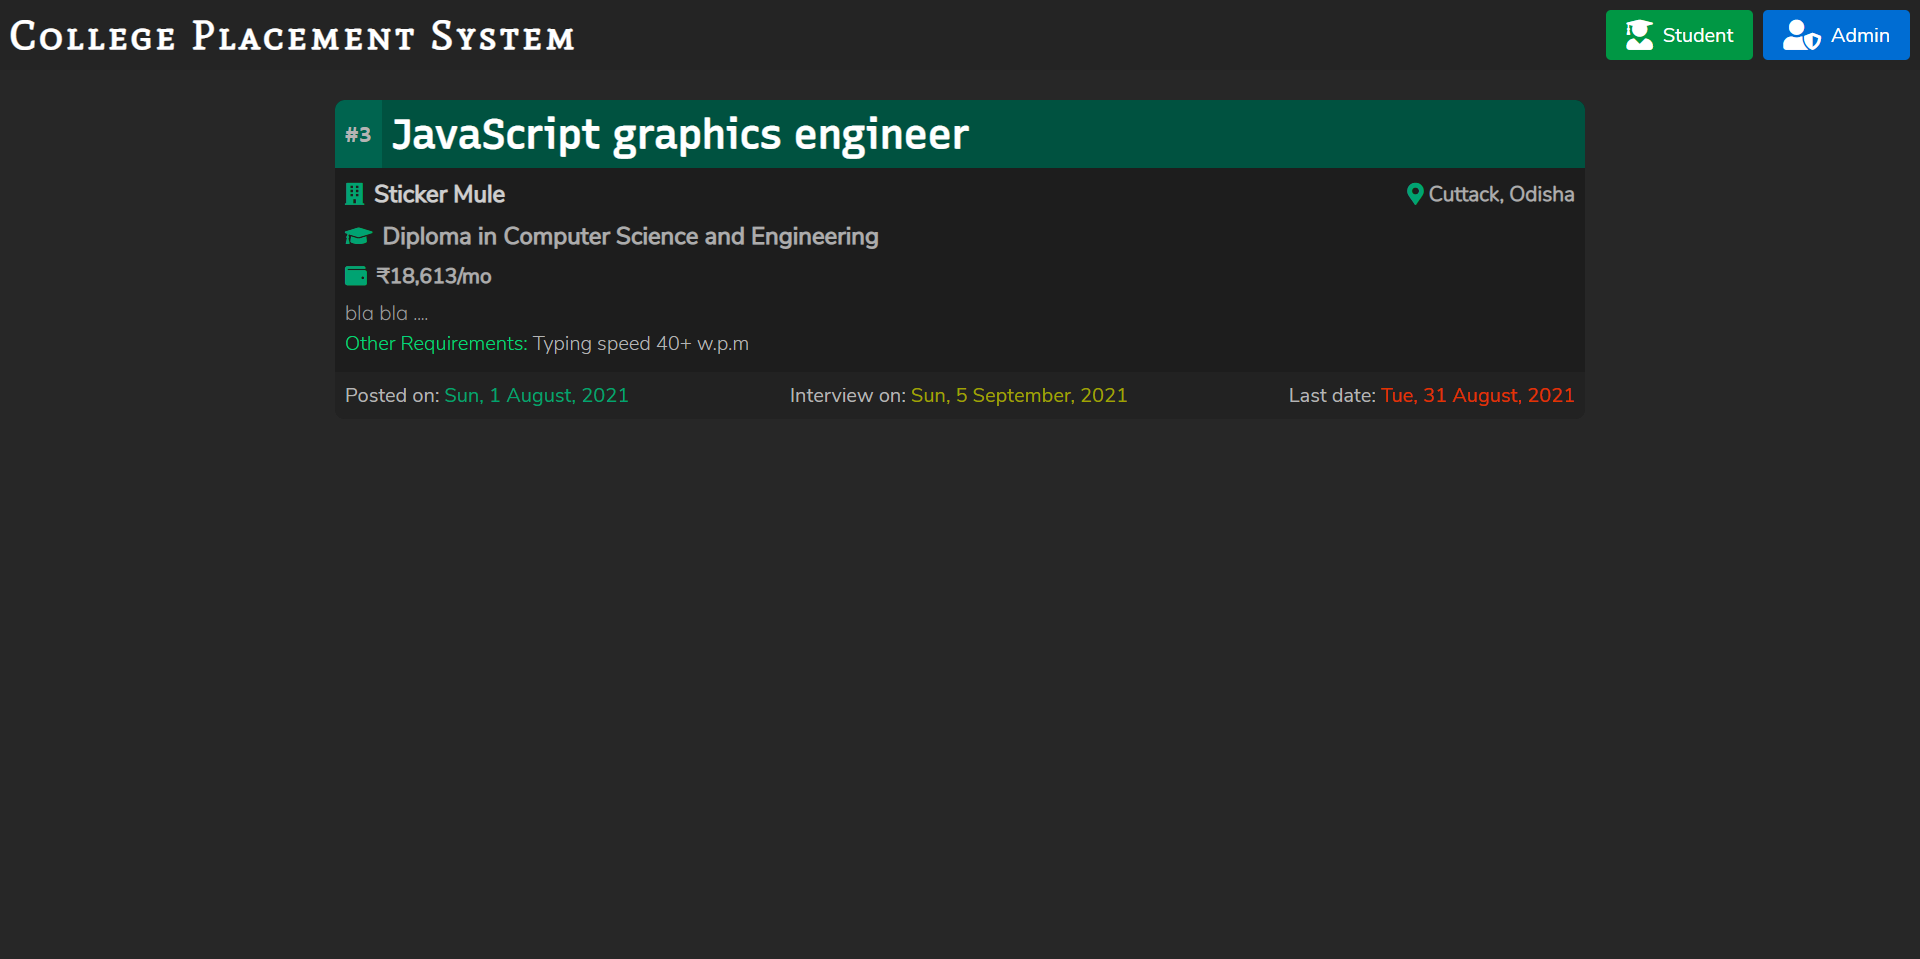 College Placement System
Student
Admin
#3 JavaScript graphics engineer
Sticker Mule
Cuttack, Odisha
Diploma in Computer Science and Engineering
₹18,613/mo
bla bla ....
Other Requirements: Typing speed 40+ w.p.m
Posted on: Sun, 1 August, 2021
Interview on: Sun, 5 September, 2021
Last date: Tue, 31 August, 2021